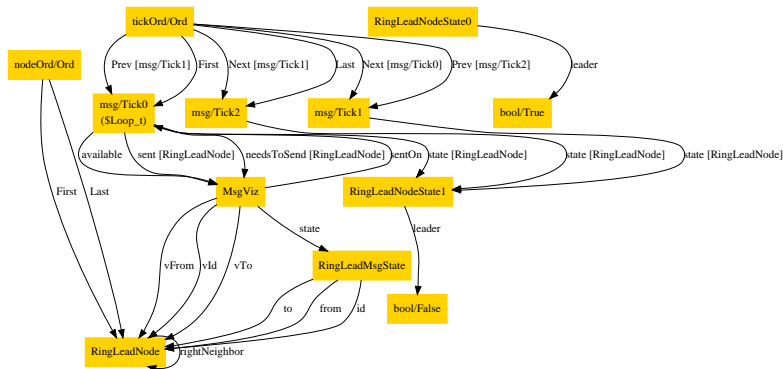 tickOrd/Ord
RingLeadNodeState0
nodeOrd/Ord
Prev [msg/Tick1]
First
Next [msg/Tick1]
Last
Next [msg/Tick0]
Prev [msg/Tick2]
leader
msg/Tick0
($Loop_t)
msg/Tick2
msg/Tick1
bool/True
available
sent [RingLeadNode]
needsToSend [RingLeadNode]
sentOn
state [RingLeadNode]
state [RingLeadNode]
state [RingLeadNode]
First
Last
MsgViz
RingLeadNodeState1
state
leader
vFrom
vId
vTo
RingLeadMsgState
to
from
id
bool/False
RingLeadNode
rightNeighbor